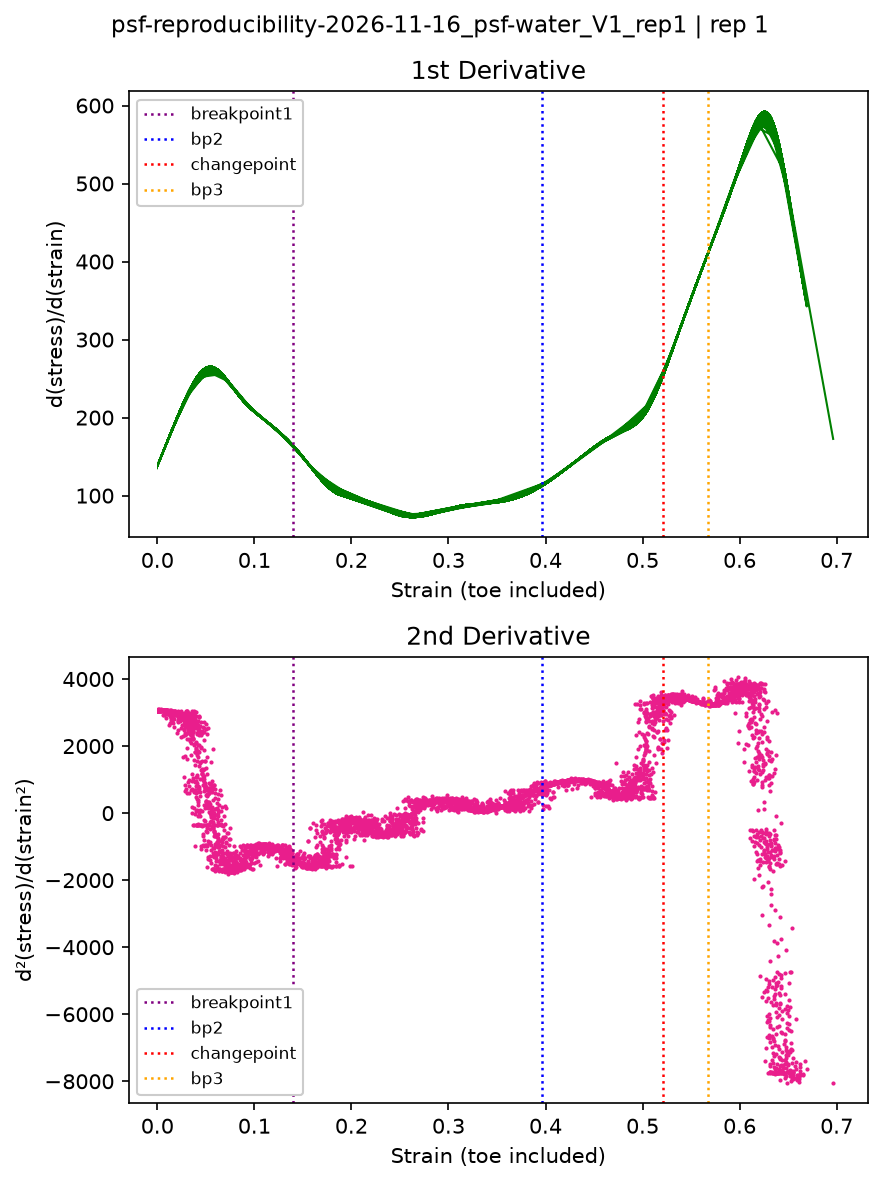 psf-reproducibility-2026-11-16_psf-water_V1_rep1 | rep 1
1st Derivative
breakpoint1
bp2
changepoint
bp3
d(stress)/d(strain)
600
500
400
300
200
100
0.0 0.1 0.2 0.3 0.4 0.5 0.6 0.7
Strain (toe included)
2nd Derivative
d²(stress)/d(strain²)
4000
2000
0
−2000
−4000
−6000
−8000
breakpoint1
bp2
changepoint
bp3
0.0 0.1 0.2 0.3 0.4 0.5 0.6 0.7
Strain (toe included)